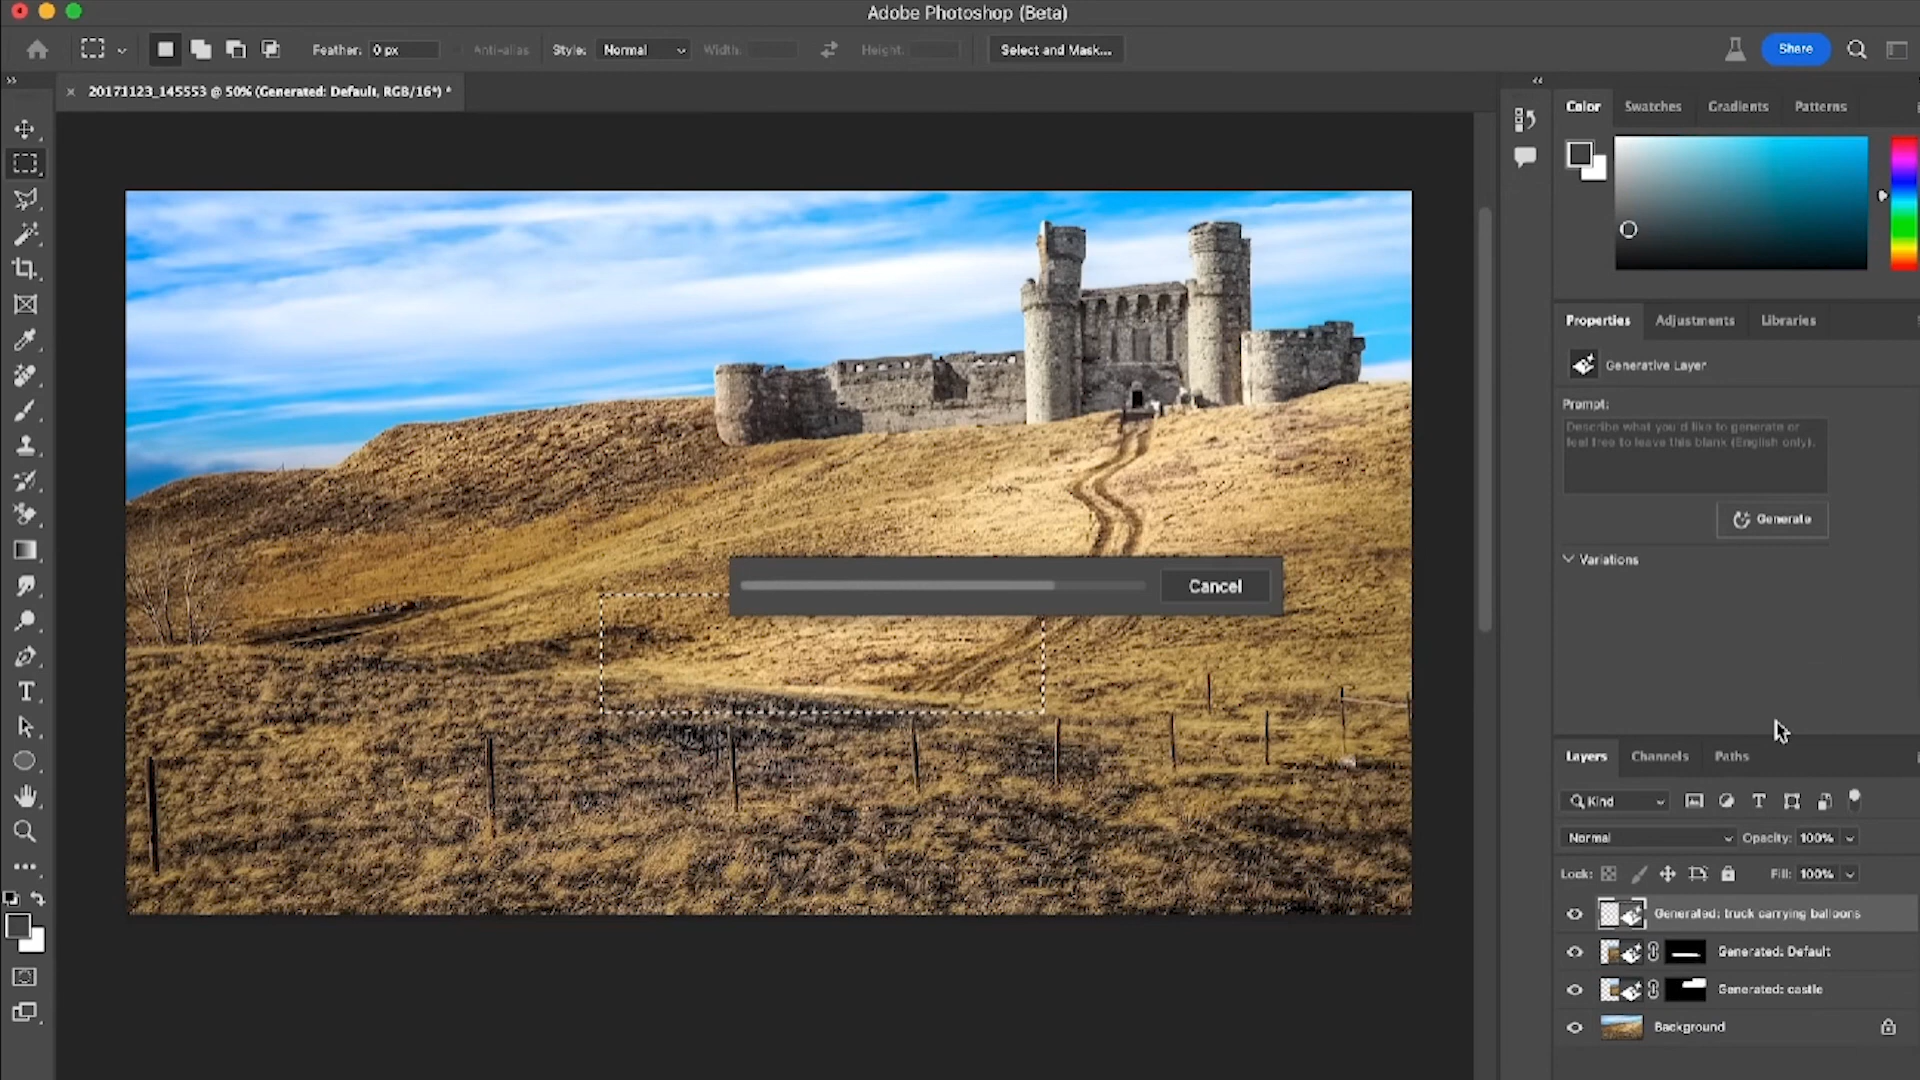 Adobe Photoshop (Beta)
Feather: 0 px
Anti-alias
Style: Normal
Width:
Height:
Select and Mask...
Share
× 20171123_145553 @ 50% (Generated: Default, RGB/16*) *
Color Swatches Gradients Patterns
Properties Adjustments Libraries
Generative Layer
Prompt:
Describe what you'd like to generate or
feel free to leave this blank (English only).
Generate
Variations
Cancel
Layers Channels Paths
Kind
Normal Opacity: 100%
Lock: Fill: 100%
Generated: truck carrying balloons
Generated: Default
Generated: castle
Background